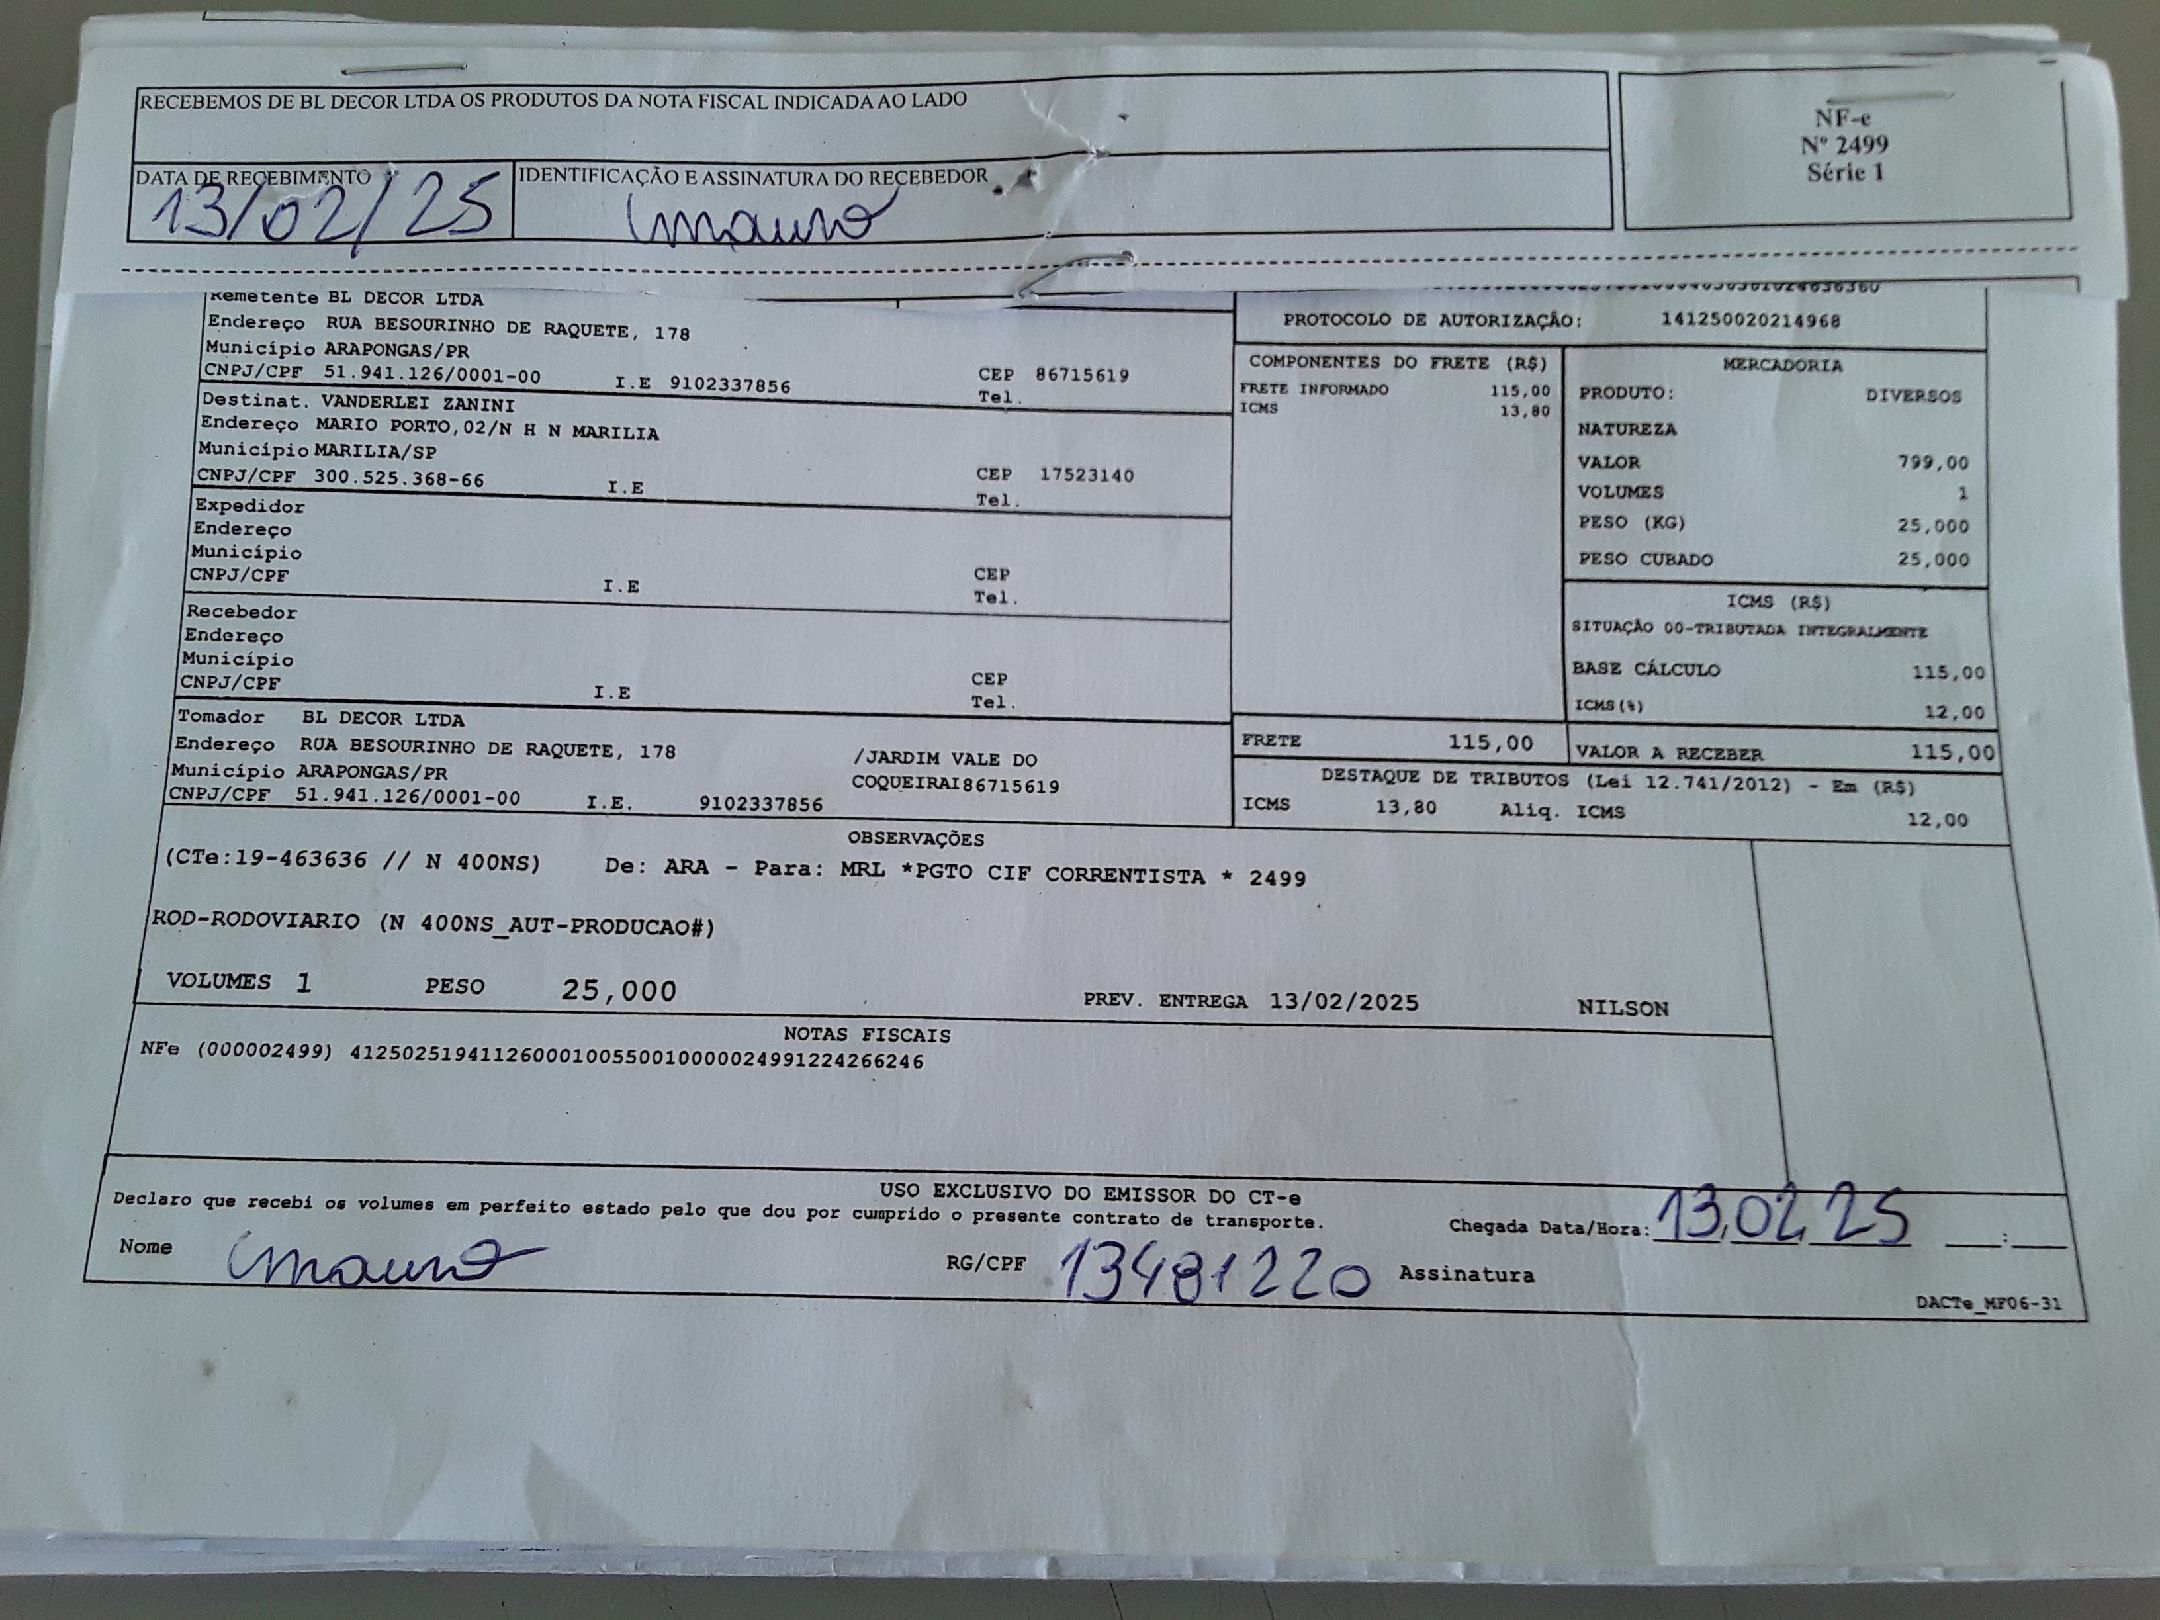 RECEBEMOS DE BL DECOR LTDA OS PRODUTOS DA NOTA FISCAL INDICADA AO LADO
NF-e
Nº 2499
Série 1
DATA DE RECEBIMENTO
13/02/25
IDENTIFICAÇÃO E ASSINATURA DO RECEBEDOR
Mauro
Remetente BL DECOR LTDA
Endereço RUA BESOURINHO DE RAQUETE, 178
Município ARAPONGAS/PR
CNPJ/CPF 51.941.126/0001-00 I.E 9102337856 CEP 86715619
Tel.
Destinat. VANDERLEI ZANINI
Endereço MARIO PORTO,02/N H N MARILIA
Município MARILIA/SP
CNPJ/CPF 300.525.368-66 I.E CEP 17523140
Tel.
Expedidor
Endereço
Município
CNPJ/CPF I.E CEP
Tel.
Recebedor
Endereço
Município
CNPJ/CPF I.E CEP
Tel.
Tomador BL DECOR LTDA
Endereço RUA BESOURINHO DE RAQUETE, 178 /JARDIM VALE DO
Município ARAPONGAS/PR COQUEIRAI86715619
CNPJ/CPF 51.941.126/0001-00 I.E. 9102337856
PROTOCOLO DE AUTORIZAÇÃO: 141250020214968
COMPONENTES DO FRETE (R$)
FRETE INFORMADO 115,00
ICMS 13,80
MERCADORIA
PRODUTO: DIVERSOS
NATUREZA
VALOR 799,00
VOLUMES 1
PESO (KG) 25,000
PESO CUBADO 25,000
ICMS (R$)
SITUAÇÃO 00-TRIBUTADA INTEGRALMENTE
BASE CÁLCULO 115,00
ICMS(%) 12,00
FRETE 115,00
VALOR A RECEBER 115,00
DESTAQUE DE TRIBUTOS (Lei 12.741/2012) - Em (R$)
ICMS 13,80 Aliq. ICMS 12,00
OBSERVAÇÕES
(CTe:19-463636 // N 400NS) De: ARA - Para: MRL *PGTO CIF CORRENTISTA * 2499
ROD-RODOVIARIO (N 400NS_AUT-PRODUCAO#)
VOLUMES 1 PESO 25,000 PREV. ENTREGA 13/02/2025 NILSON
NOTAS FISCAIS
NFe (000002499) 41250251941126000100550010000024991224266246
USO EXCLUSIVO DO EMISSOR DO CT-e
Declaro que recebi os volumes em perfeito estado pelo que dou por cumprido o presente contrato de transporte.
Chegada Data/Hora: 13 02 25 __:__
Nome Mauro RG/CPF 13481220 Assinatura
DACTe_MF06-31